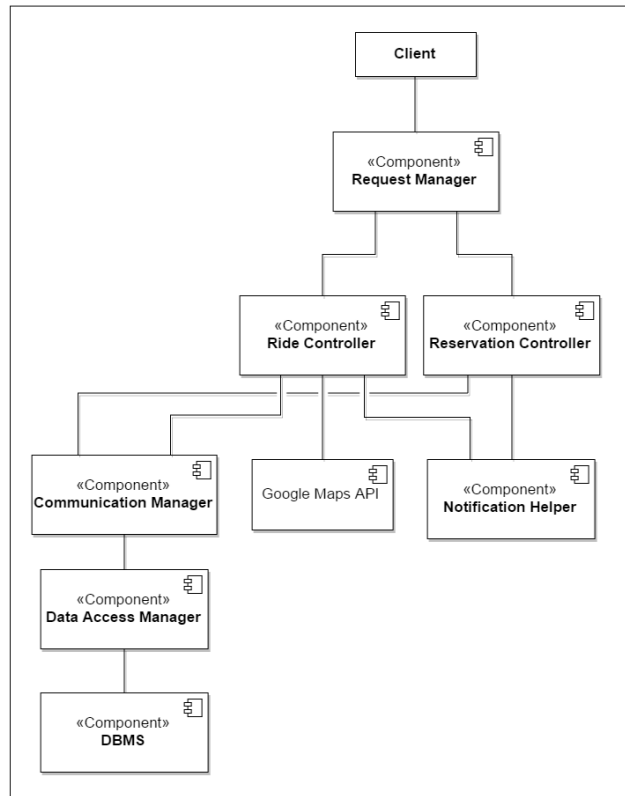 Client
«Component»
Request Manager
«Component»
Ride Controller
«Component»
Reservation Controller
«Component»
Communication Manager
Google Maps API
«Component»
Notification Helper
«Component»
Data Access Manager
«Component»
DBMS